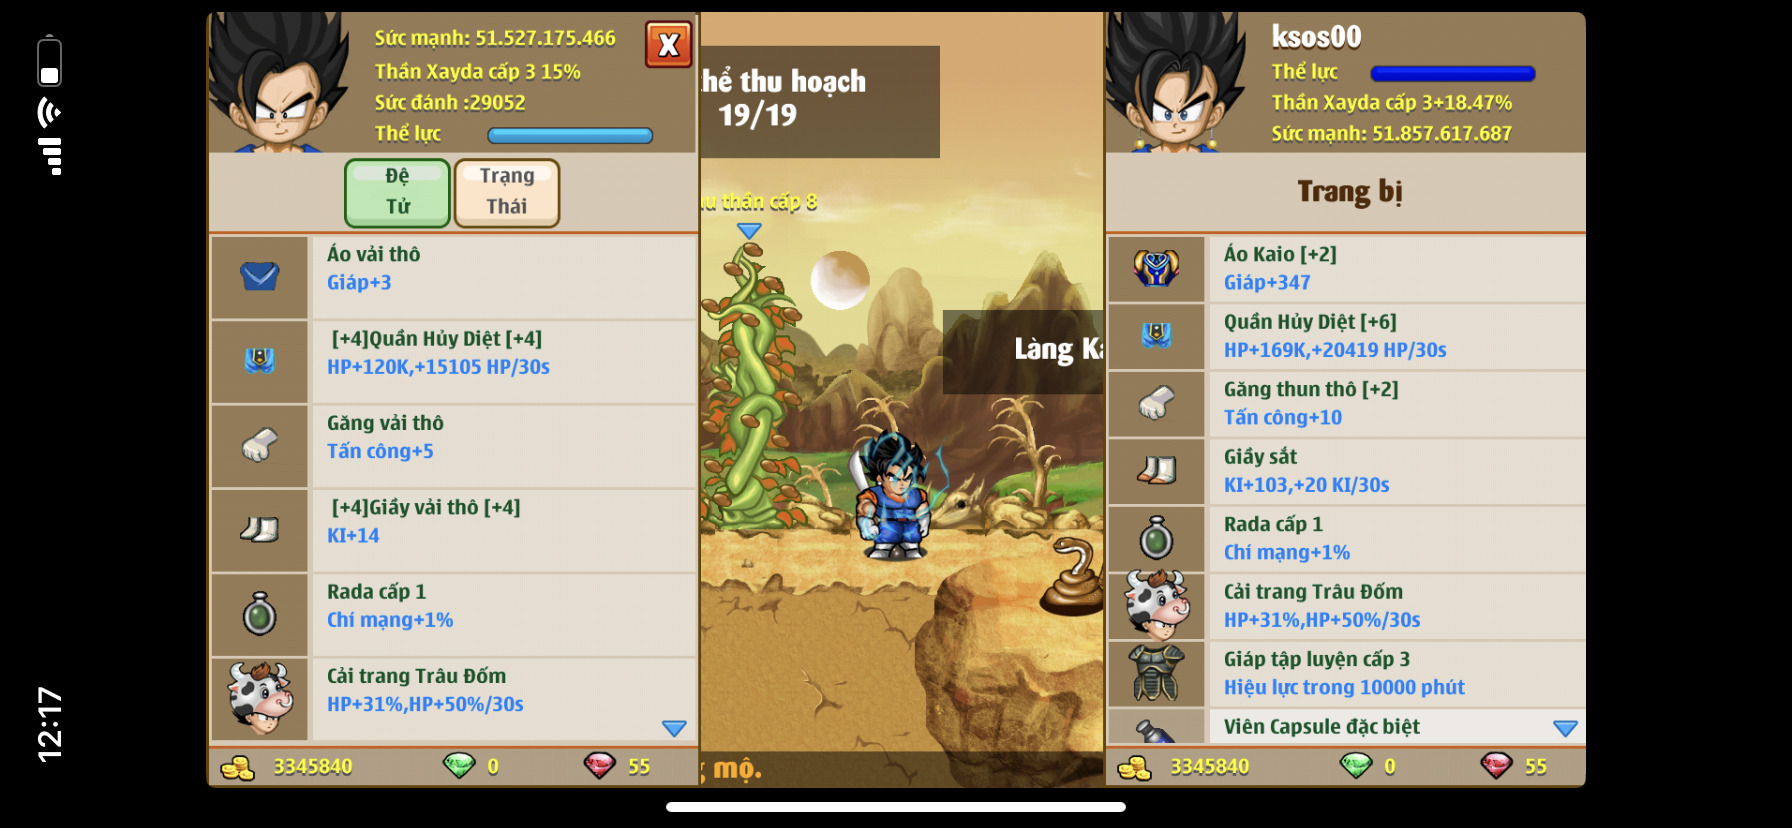 12:17
Sức mạnh: 51.527.175.466
Thần Xayda cấp 3 15%
Sức đánh :29052
Thể lực
X
Đệ
Tử
Trạng
Thái
Áo vải thô
Giáp+3
[+4]Quần Hủy Diệt [+4]
HP+120K,+15105 HP/30s
Găng vải thô
Tấn công+5
[+4]Giầy vải thô [+4]
KI+14
Rada cấp 1
Chí mạng+1%
Cải trang Trâu Đốm
HP+31%,HP+50%/30s
3345840
0
55
hể thu hoạch
19/19
u thần cấp 8
Làng Ka
g mộ.
ksos00
Thể lực
Thần Xayda cấp 3+18.47%
Sức mạnh: 51.857.617.687
Trang bị
Áo Kaio [+2]
Giáp+347
Quần Hủy Diệt [+6]
HP+169K,+20419 HP/30s
Găng thun thô [+2]
Tấn công+10
Giầy sắt
KI+103,+20 KI/30s
Rada cấp 1
Chí mạng+1%
Cải trang Trâu Đốm
HP+31%,HP+50%/30s
Giáp tập luyện cấp 3
Hiệu lực trong 10000 phút
Viên Capsule đặc biệt
3345840
0
55